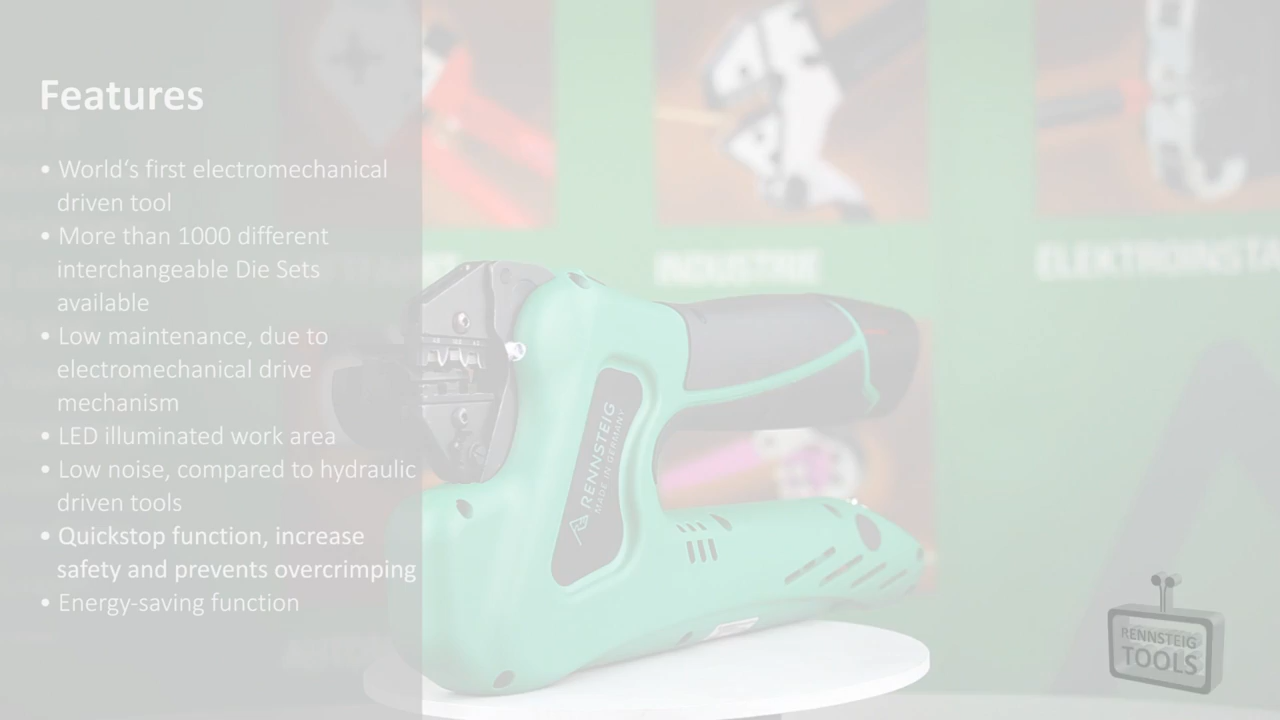 Features
• World‘s first electromechanical
driven tool
• More than 1000 different
interchangeable Die Sets
available
• Low maintenance, due to
electromechanical drive
mechanism
• LED illuminated work area
• Low noise, compared to hydraulic
driven tools
• Quickstop function, increase
safety and prevents overcrimping
• Energy-saving function
INDUSTRIE
ELEKTROINSTA
RENNSTEIG
MADE IN GERMANY
RENNSTEIG
TOOLS